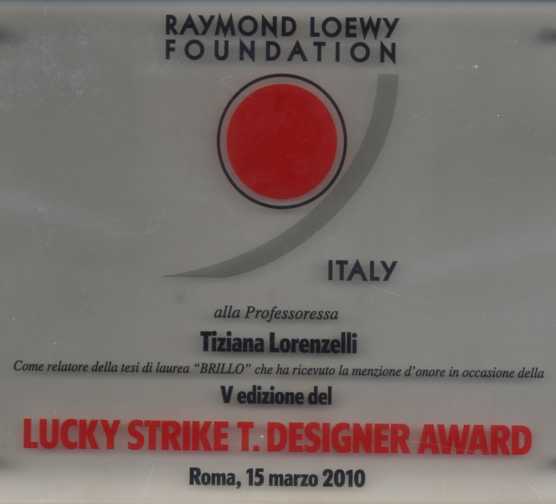 RAYMOND LOEWY
FOUNDATION
ITALY
alla Professoressa
Tiziana Lorenzelli
Come relatore della tesi di laurea “BRILLO” che ha ricevuto la menzione d’onore in occasione della
V edizione del
LUCKY STRIKE T. DESIGNER AWARD
Roma, 15 marzo 2010